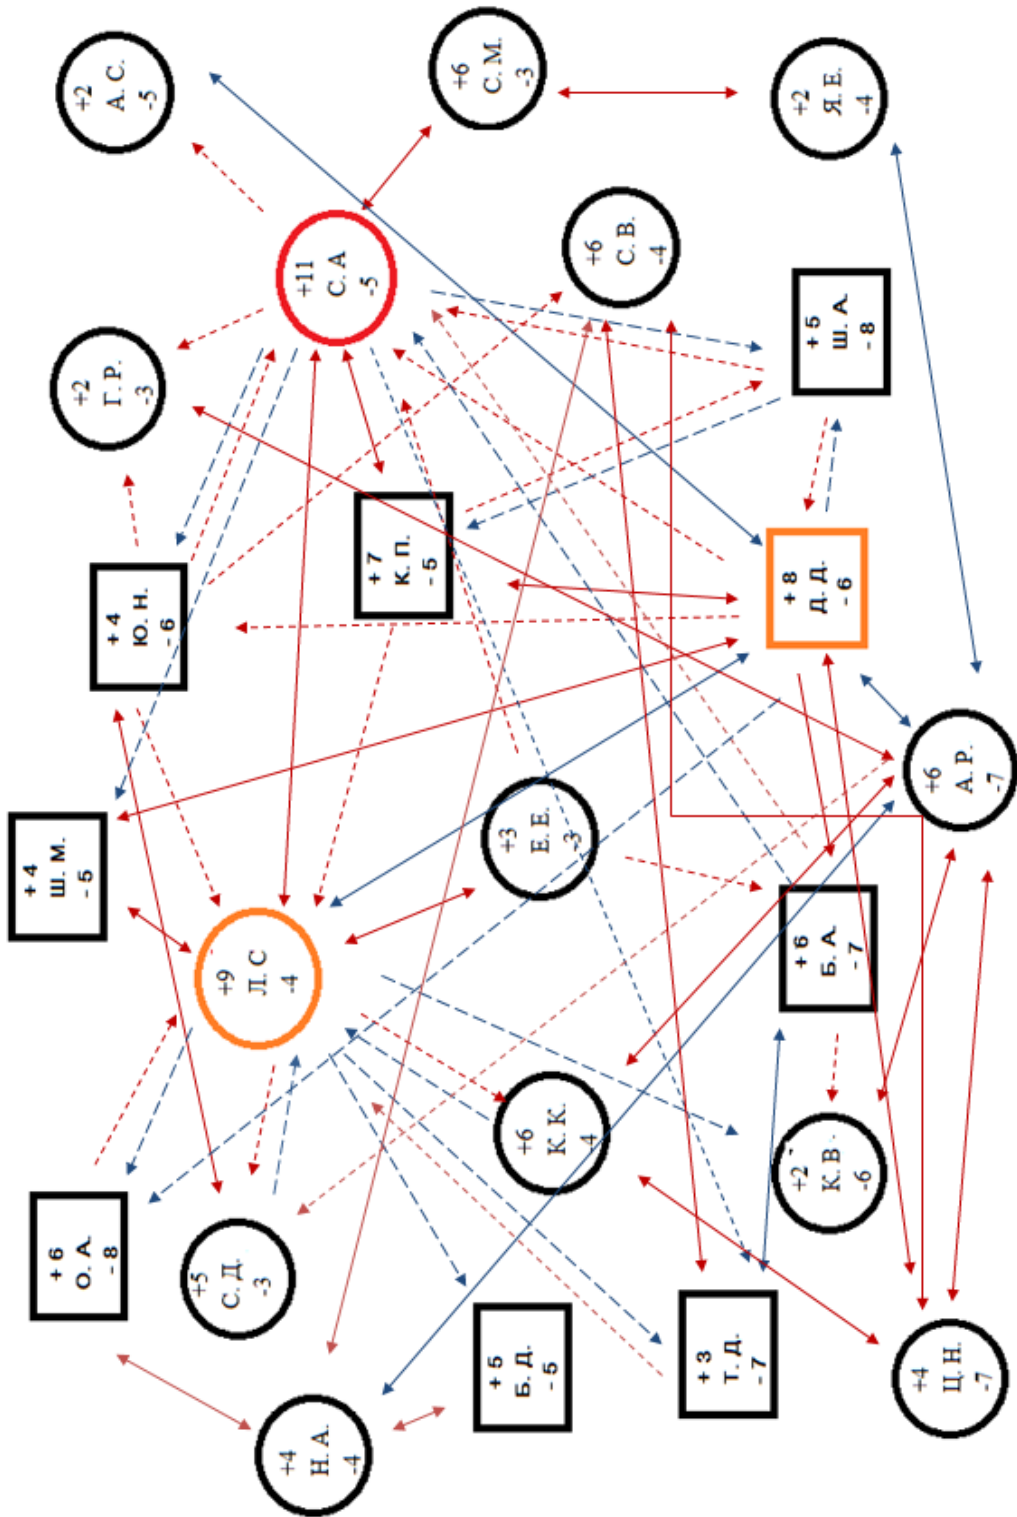 + 6
О. А.
- 8
+ 4
Ш. М.
- 5
+ 4
Ю. Н.
- 6
+2
Г. Р.
-3
+2
А. С.
-5
+4
Н. А.
-4
+5
С. Д.
-3
+9
Л. С
-4
+ 7
К. П.
- 5
+11
С. А
-5
+6
С. М.
-3
+ 5
Б. Д.
- 5
+6
К. К.
4
+3
Е. Е.
-3
+6
С. В.
-4
+ 3
Т. Д.
- 7
+2
К. В.
-6
+ 6
Б. А.
- 7
+ 8
Д. Д.
- 6
+ 5
Ш. А.
- 8
+2
Я. Е.
-4
+4
Ц. Н.
-7
+6
А. Р.
-7